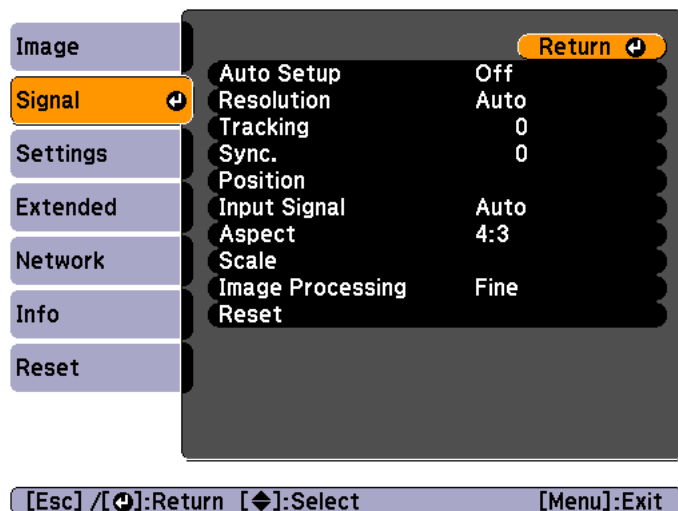 Image
Signal
Settings
Extended
Network
Info
Reset
Return
Auto Setup Off
Resolution Auto
Tracking 0
Sync. 0
Position
Input Signal Auto
Aspect 4:3
Scale
Image Processing Fine
Reset
[Esc] /[⏎]:Return [◆]:Select [Menu]:Exit